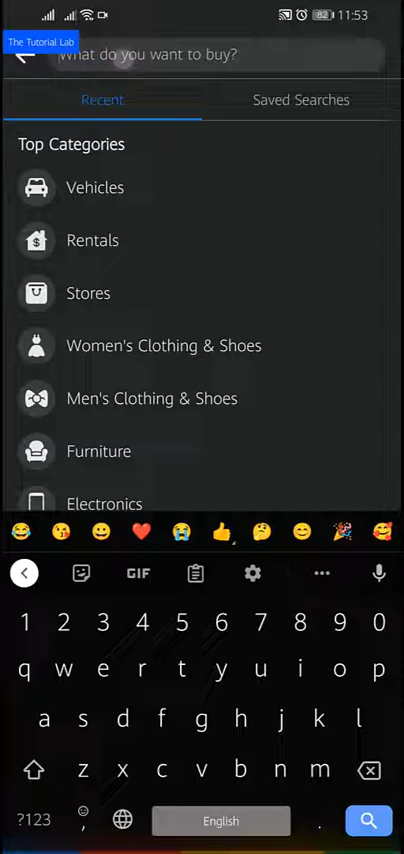 82 11:53
The Tutorial Lab
What do you want to buy?
Recent
Saved Searches
Top Categories
Vehicles
Rentals
Stores
Women's Clothing & Shoes
Men's Clothing & Shoes
Furniture
Electronics
GIF
1 2 3 4 5 6 7 8 9 0
q w e r t y u i o p
a s d f g h j k l
z x c v b n m
?123 , English .